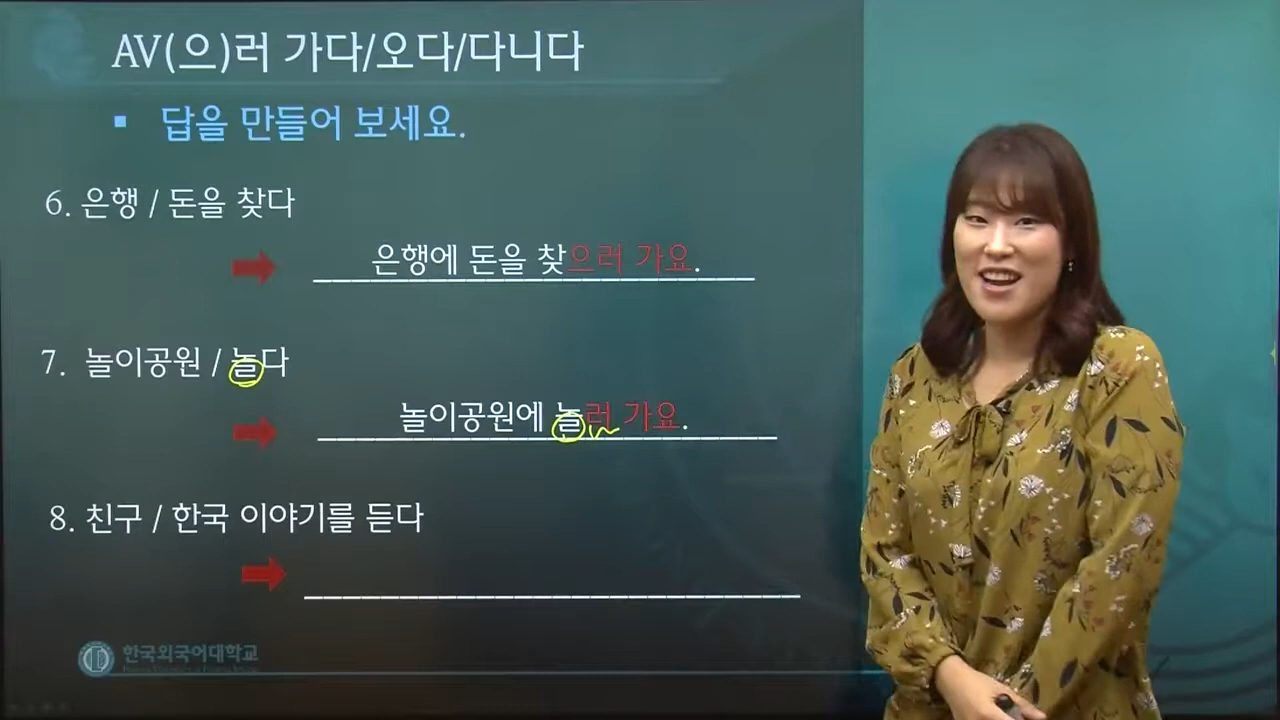 AV(으)러 가다/오다/다니다
▪ 답을 만들어 보세요.
6. 은행 / 돈을 찾다
은행에 돈을 찾으러 가요.
7. 놀이공원 / 놀다
놀이공원에 놀러 가요.
8. 친구 / 한국 이야기를 듣다
한국외국어대학교